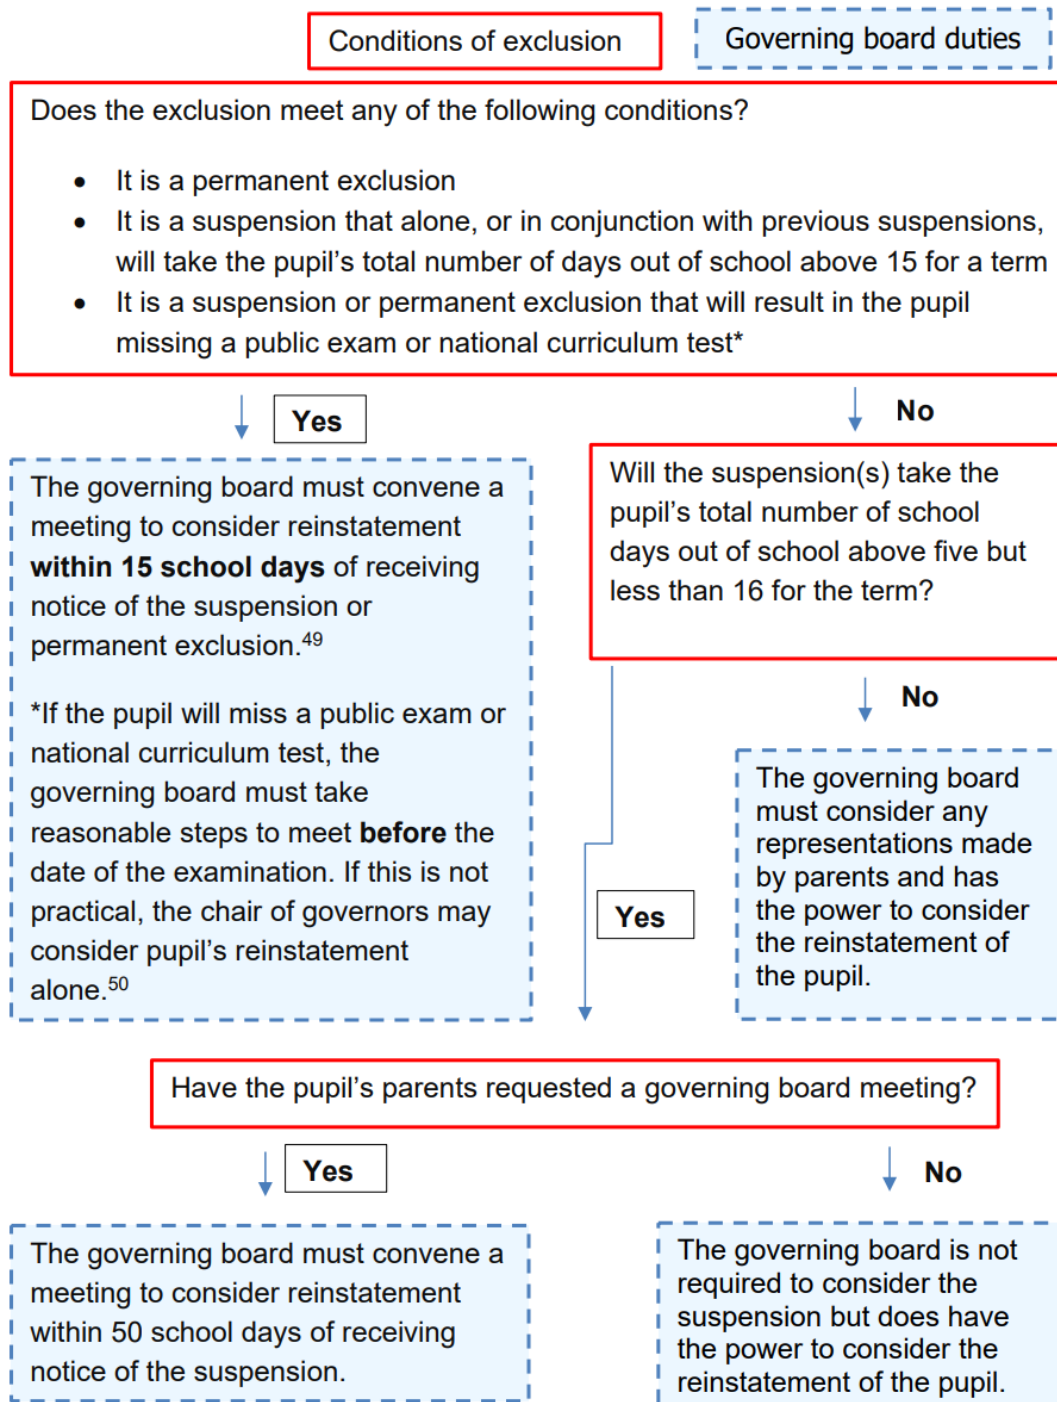 Conditions of exclusion
Governing board duties
Does the exclusion meet any of the following conditions?
• It is a permanent exclusion
• It is a suspension that alone, or in conjunction with previous suspensions,
will take the pupil’s total number of days out of school above 15 for a term
• It is a suspension or permanent exclusion that will result in the pupil
missing a public exam or national curriculum test*
Yes
No
The governing board must convene a
meeting to consider reinstatement
within 15 school days of receiving
notice of the suspension or
permanent exclusion.49
*If the pupil will miss a public exam or
national curriculum test, the
governing board must take
reasonable steps to meet before the
date of the examination. If this is not
practical, the chair of governors may
consider pupil’s reinstatement
alone.50
Will the suspension(s) take the
pupil’s total number of school
days out of school above five but
less than 16 for the term?
No
The governing board
must consider any
representations made
by parents and has
the power to consider
the reinstatement of
the pupil.
Yes
Have the pupil’s parents requested a governing board meeting?
Yes
No
The governing board must convene a
meeting to consider reinstatement
within 50 school days of receiving
notice of the suspension.
The governing board is not
required to consider the
suspension but does have
the power to consider the
reinstatement of the pupil.